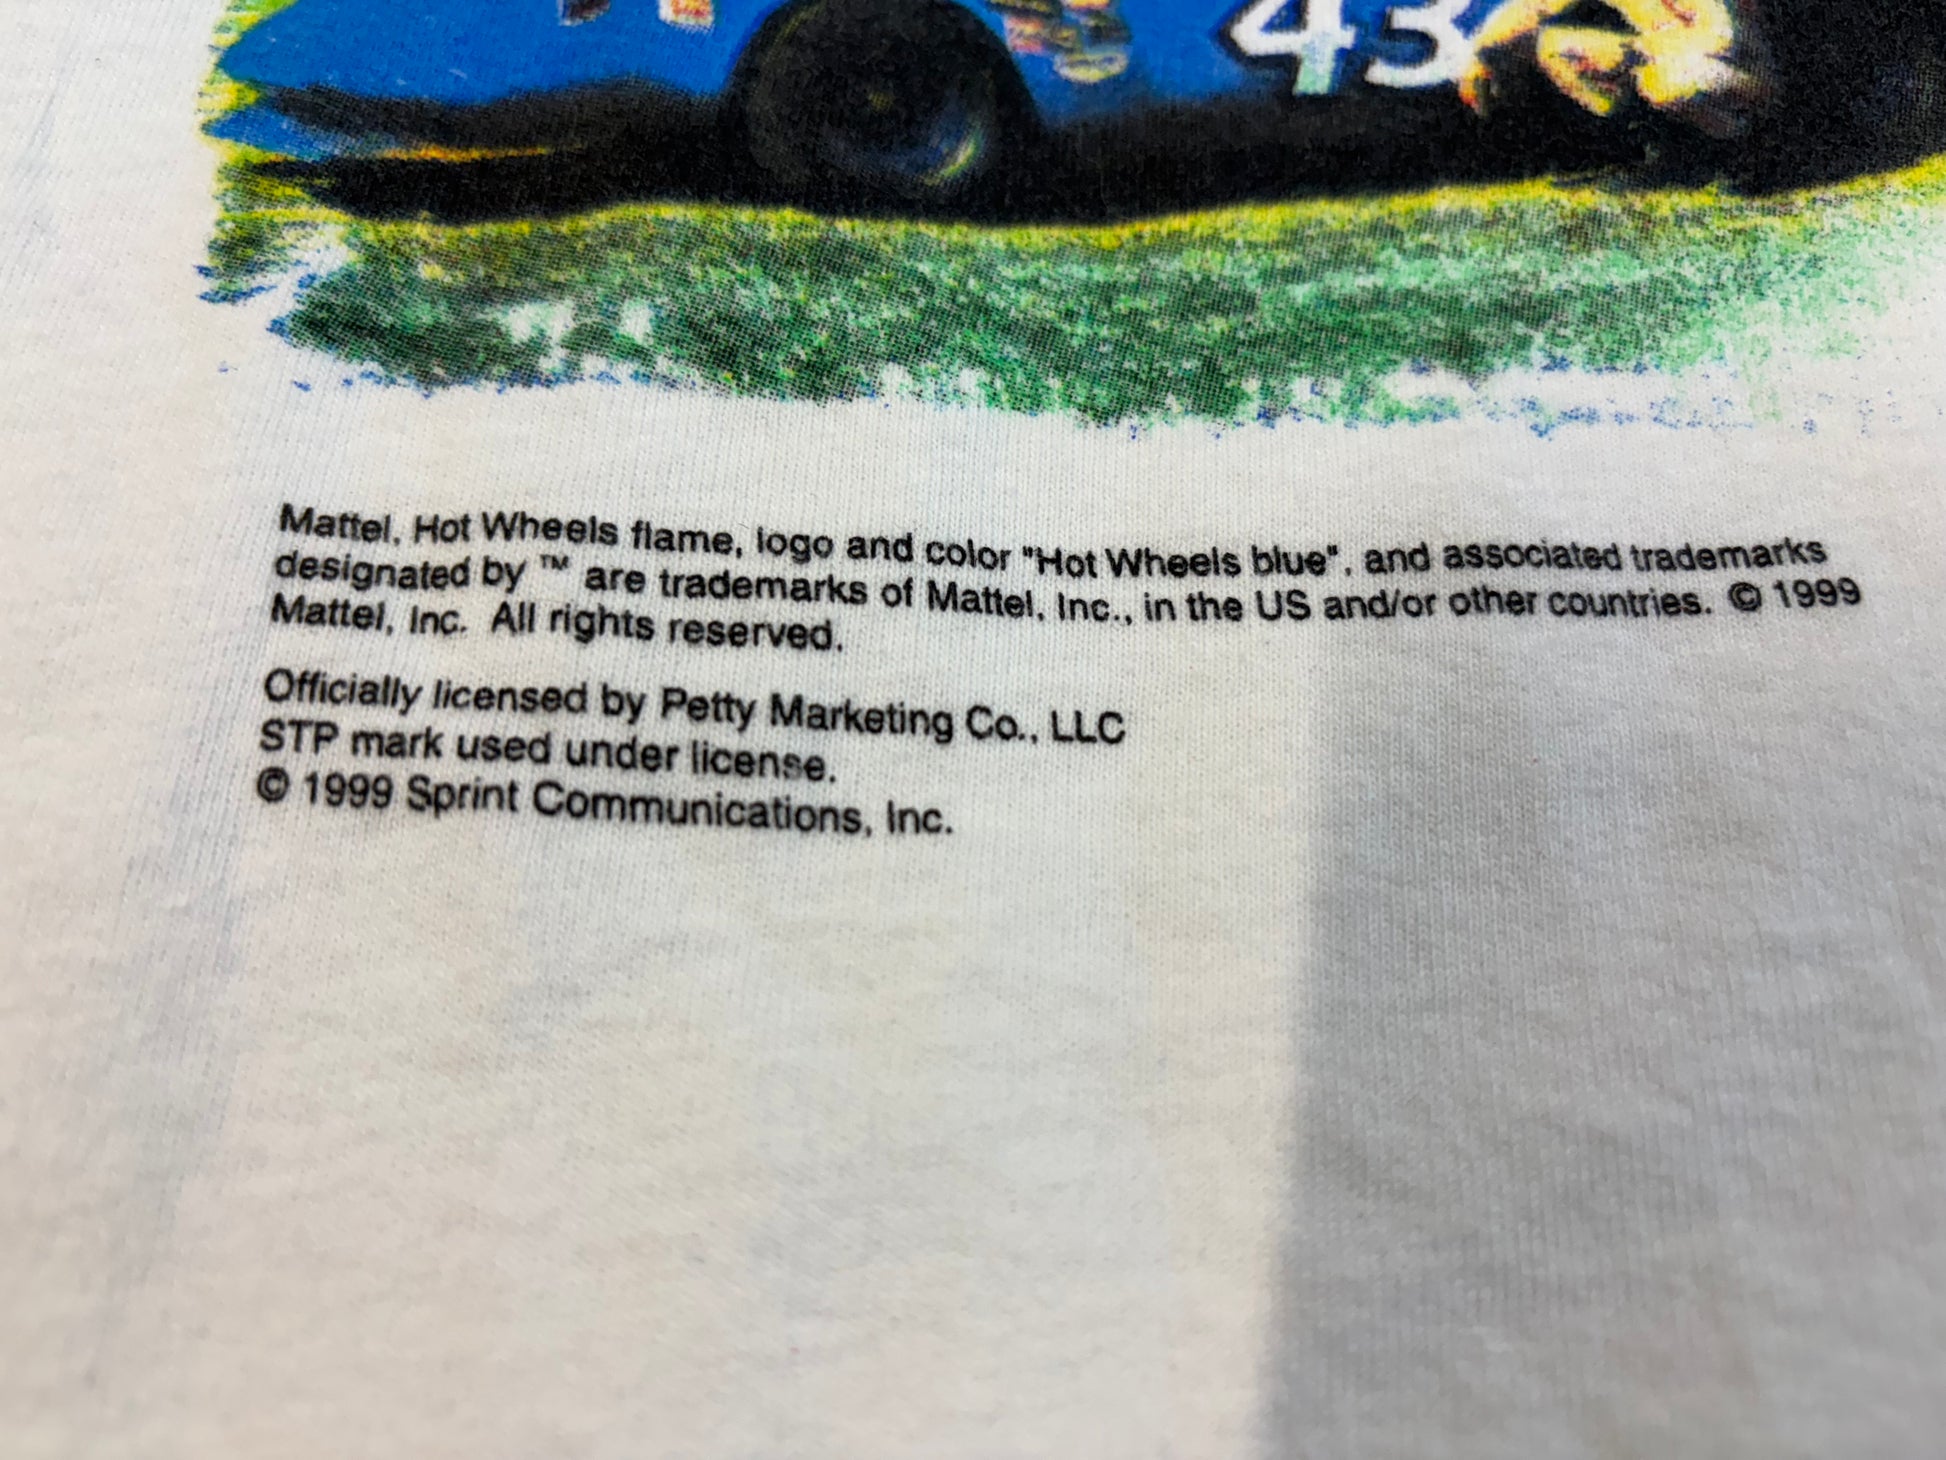 43
Mattel, Hot Wheels flame, logo and color "Hot Wheels blue", and associated trademarks
designated by ™ are trademarks of Mattel, Inc., in the US and/or other countries. © 1999
Mattel, Inc. All rights reserved.
Officially licensed by Petty Marketing Co., LLC
STP mark used under license.
© 1999 Sprint Communications, Inc.